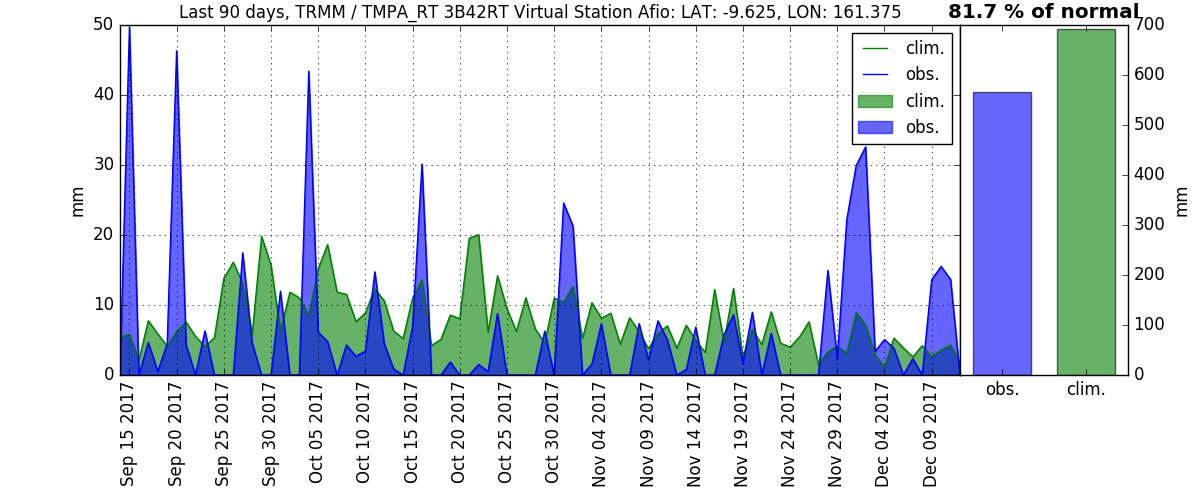 Last 90 days, TRMM / TMPA_RT 3B42RT Virtual Station Afio: LAT: -9.625, LON: 161.375
81.7 % of normal
50
40
30
20
10
0
mm
clim.
obs.
clim.
obs.
700
600
500
400
300
200
100
0
mm
Sep 15 2017
Sep 20 2017
Sep 25 2017
Sep 30 2017
Oct 05 2017
Oct 10 2017
Oct 15 2017
Oct 20 2017
Oct 25 2017
Oct 30 2017
Nov 04 2017
Nov 09 2017
Nov 14 2017
Nov 19 2017
Nov 24 2017
Nov 29 2017
Dec 04 2017
Dec 09 2017
obs.
clim.